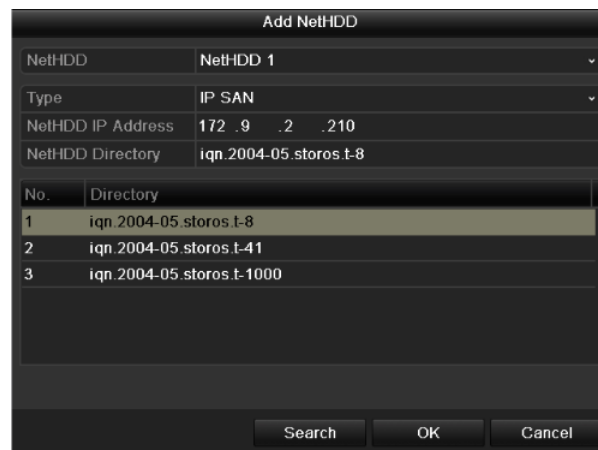 Add NetHDD
NetHDD NetHDD 1
Type IP SAN
NetHDD IP Address 172 .9 .2 .210
NetHDD Directory iqn.2004-05.storos.t-8
No. Directory
1 iqn.2004-05.storos.t-8
2 iqn.2004-05.storos.t-41
3 iqn.2004-05.storos.t-1000
Search OK Cancel